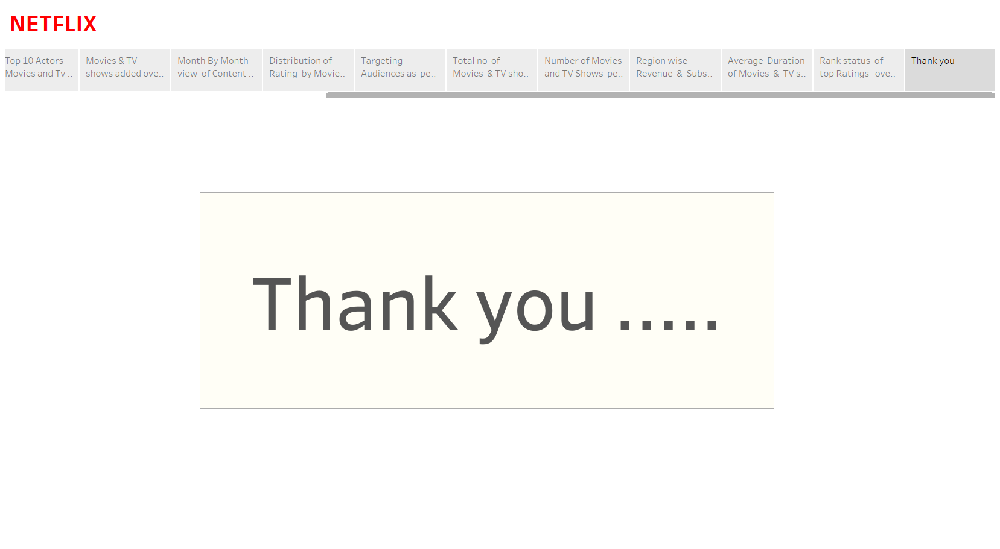 NETFLIX
Top 10 Actors
Movies and Tv ..
Movies & TV
shows added ove..
Month By Month
view of Content ..
Distribution of
Rating by Movie..
Targeting
Audiences as pe..
Total no of
Movies & TV sho..
Number of Movies
and TV Shows pe..
Region wise
Revenue & Subs..
Average Duration
of Movies & TV s..
Rank status of
top Ratings ove..
Thank you
Thank you .....